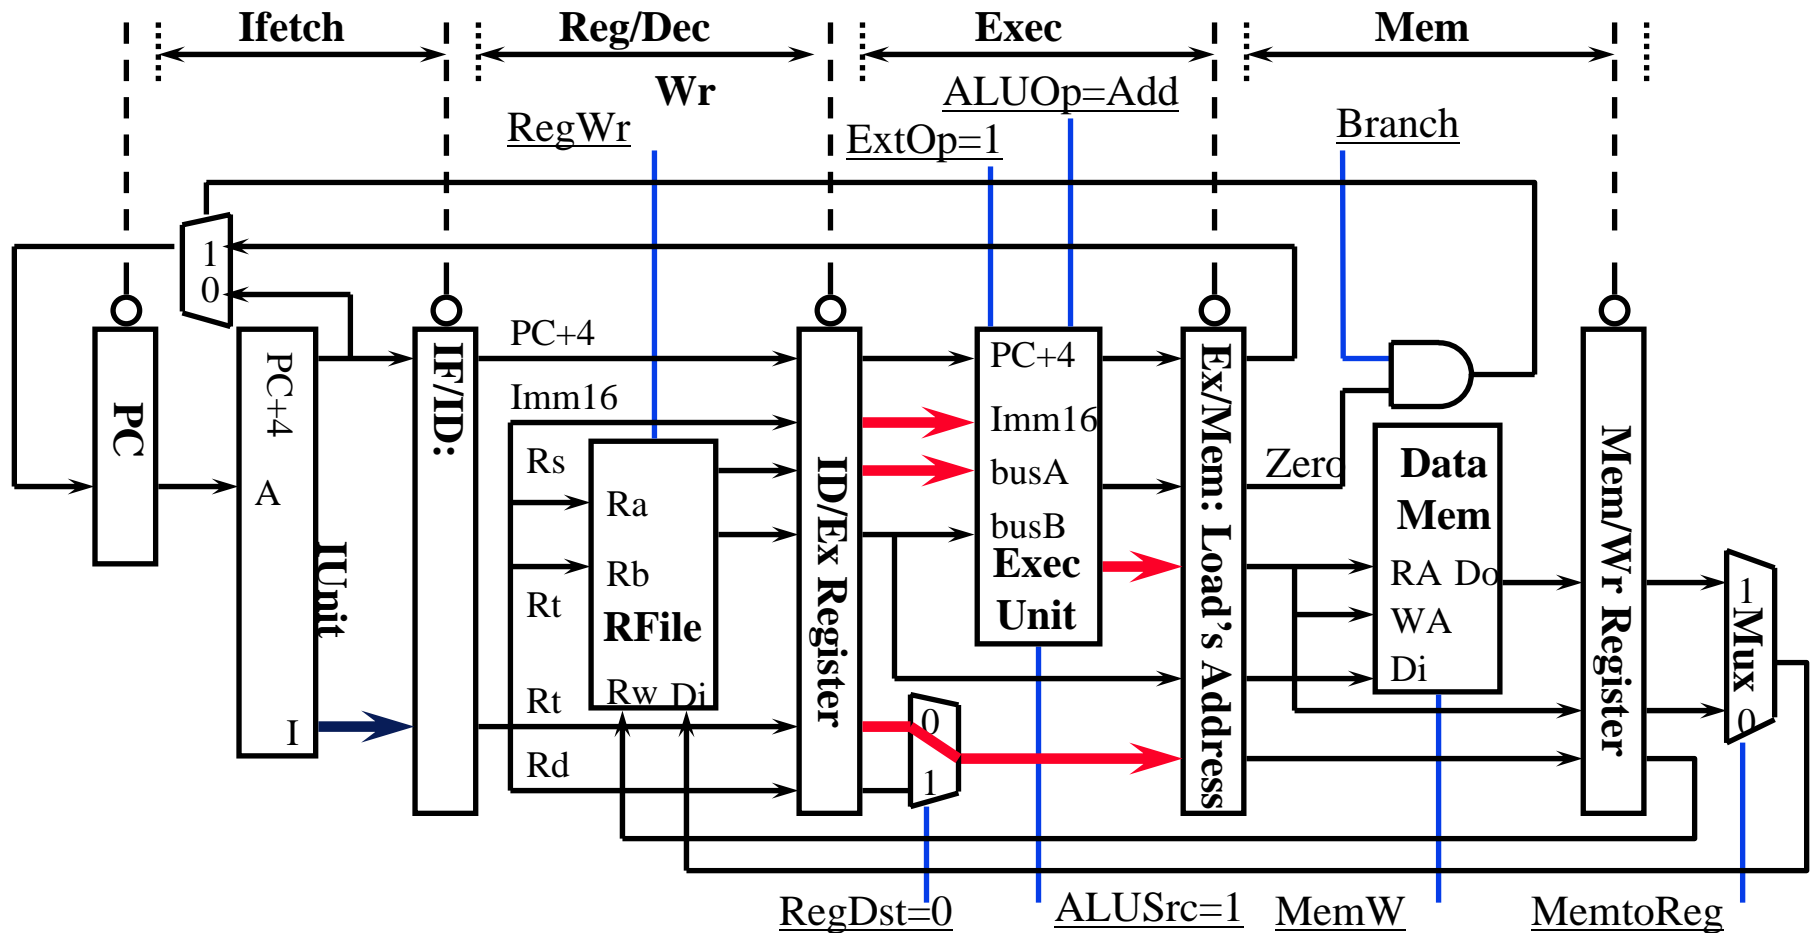 Ifetch
Reg/Dec
Exec
Mem
Wr
ALUOp=Add
RegWr
ExtOp=1
Branch
1
0
PC+4
PC
PC+4
A
IUnit
I
IF/ID:
Imm16
Rs
Ra
Rb
Rt
RFile
Rw Di
Rt
Rd
ID/Ex Register
PC+4
Imm16
busA
busB
Exec
Unit
0
1
Ex/Mem: Load's Address
Zero
Data
Mem
RA Do
WA
Di
Mem/Wr Register
1
Mux
0
RegDst=0
ALUSrc=1
MemW
MemtoReg